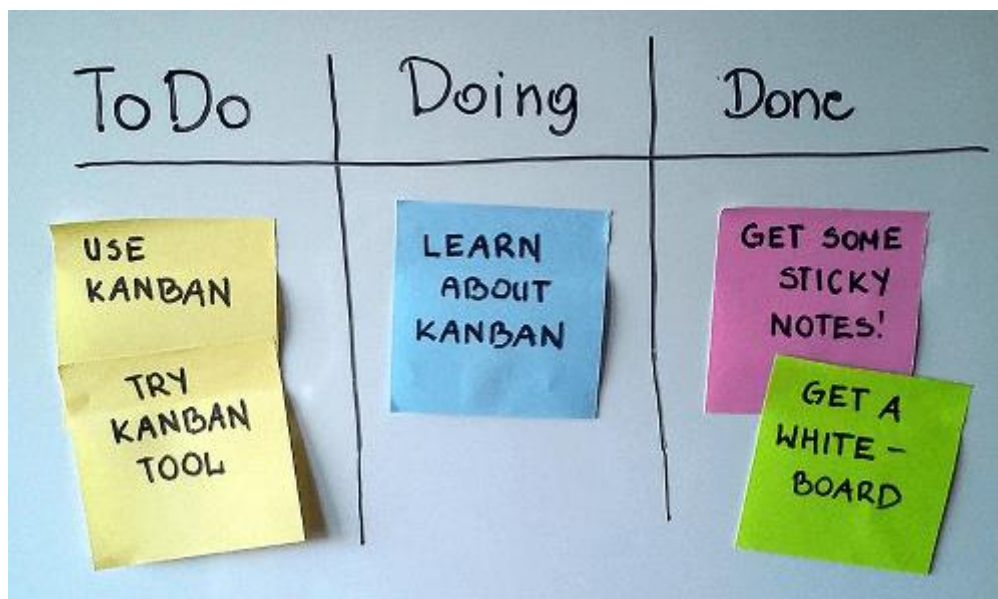 To Do
Doing
Done
USE
KANBAN
TRY
KANBAN
TOOL
LEARN
ABOUT
KANBAN
GET SOME
STICKY
NOTES!
GET A
WHITE -
BOARD